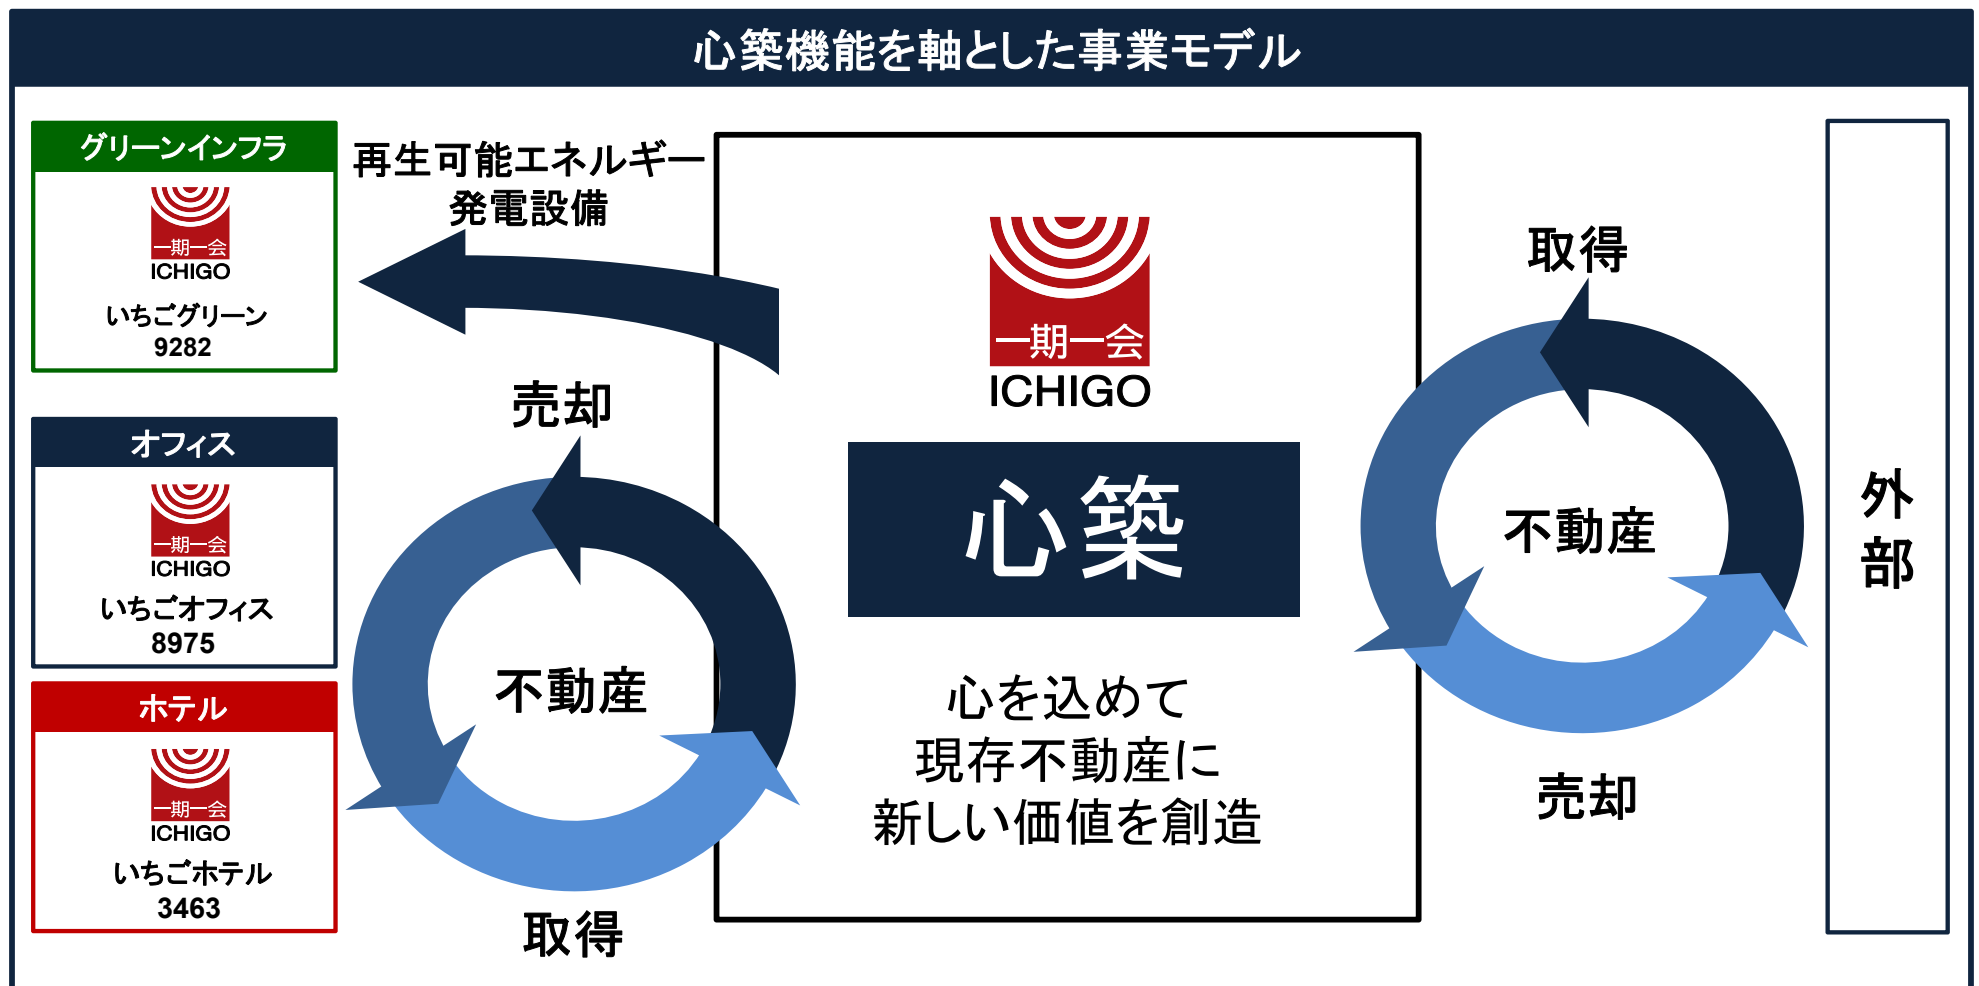 心築機能を軸とした事業モデル
グリーンインフラ
一期一会
ICHIGO
いちごグリーン
9282
オフィス
一期一会
ICHIGO
いちごオフィス
8975
ホテル
一期一会
ICHIGO
いちごホテル
3463
再生可能エネルギー
発電設備
売却
不動産
取得
一期一会
ICHIGO
心築
心を込めて
現存不動産に
新しい価値を創造
取得
不動産
売却
外部